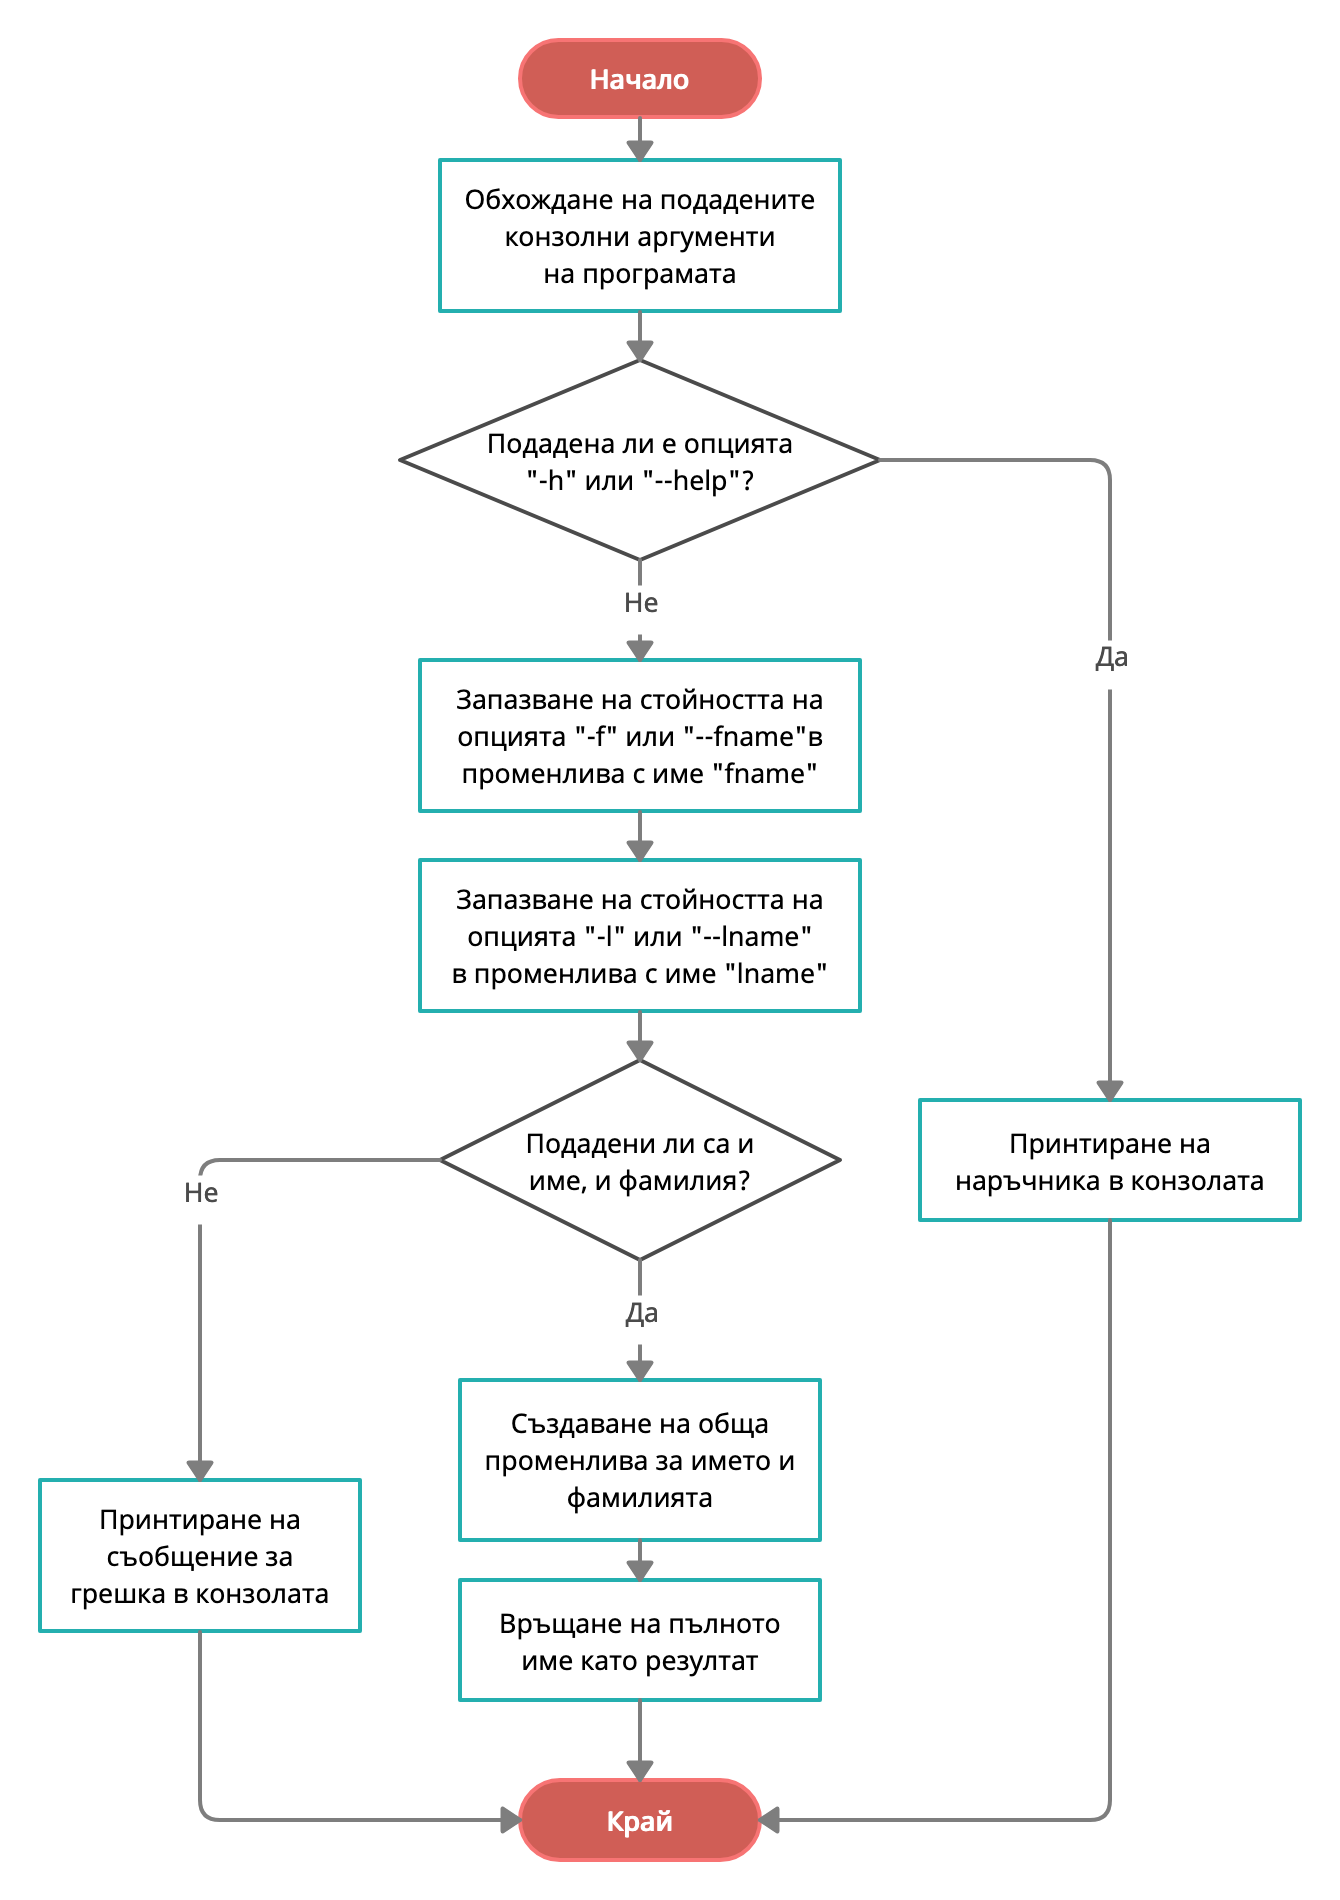 Начало
Обхождане на подадените
конзолни аргументи
на програмата
Подадена ли е опцията
"-h" или "--help"?
Не
Да
Запазване на стойността на
опцията "-f" или "--fname"в
променлива с име "fname"
Запазване на стойността на
опцията "-l" или "--lname"
в променлива с име "lname"
Подадени ли са и
име, и фамилия?
Не
Да
Принтиране на
наръчника в конзолата
Създаване на обща
променлива за името и
фамилията
Принтиране на
съобщение за
грешка в конзолата
Връщане на пълното
име като резултат
Край